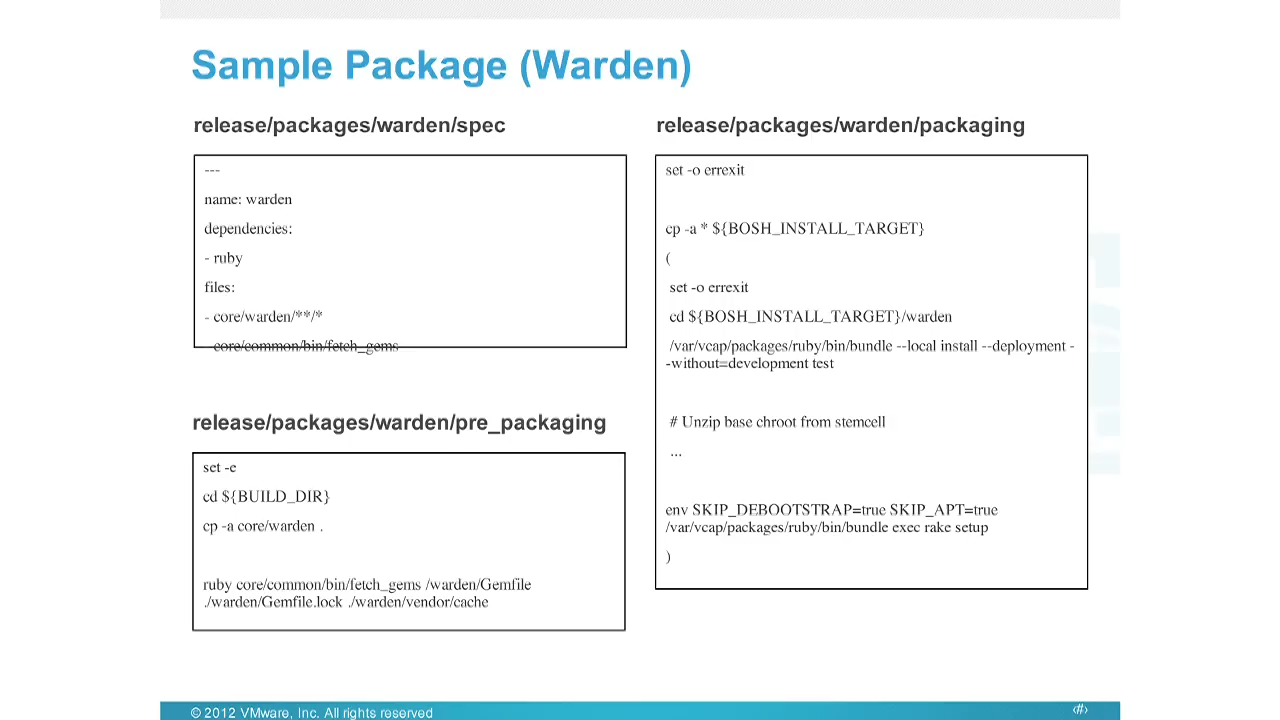 Sample Package (Warden)
release/packages/warden/spec
---
name: warden
dependencies:
- ruby
files:
- core/warden/**/*
- core/common/bin/fetch_gems
release/packages/warden/pre_packaging
set -e
cd ${BUILD_DIR}
cp -a core/warden .
ruby core/common/bin/fetch_gems /warden/Gemfile
./warden/Gemfile.lock ./warden/vendor/cache
release/packages/warden/packaging
set -o errexit
cp -a * ${BOSH_INSTALL_TARGET}
(
set -o errexit
cd ${BOSH_INSTALL_TARGET}/warden
/var/vcap/packages/ruby/bin/bundle --local install --deployment -
-without=development test
# Unzip base chroot from stemcell
...
env SKIP_DEBOOTSTRAP=true SKIP_APT=true
/var/vcap/packages/ruby/bin/bundle exec rake setup
)
© 2012 VMware, Inc. All rights reserved
‹#›